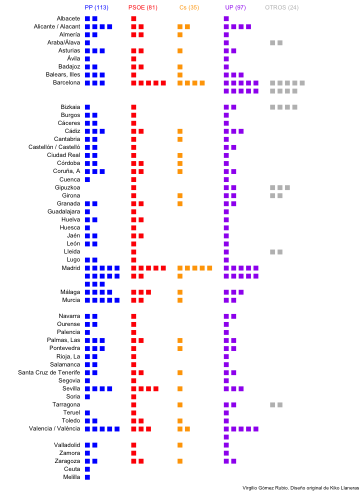 PP (113) PSOE (81) Cs (35) UP (97) OTROS (24)
Albacete
Alicante / Alacant
Almería
Araba/Álava
Asturias
Ávila
Badajoz
Balears, Illes
Barcelona
Bizkaia
Burgos
Cáceres
Cádiz
Cantabria
Castellón / Castelló
Ciudad Real
Córdoba
Coruña, A
Cuenca
Gipuzkoa
Girona
Granada
Guadalajara
Huelva
Huesca
Jaén
León
Lleida
Lugo
Madrid
Málaga
Murcia
Navarra
Ourense
Palencia
Palmas, Las
Pontevedra
Rioja, La
Salamanca
Santa Cruz de Tenerife
Segovia
Sevilla
Soria
Tarragona
Teruel
Toledo
Valencia / València
Valladolid
Zamora
Zaragoza
Ceuta
Melilla
Virgilio Gómez Rubio. Diseño original de Kiko Llaneras